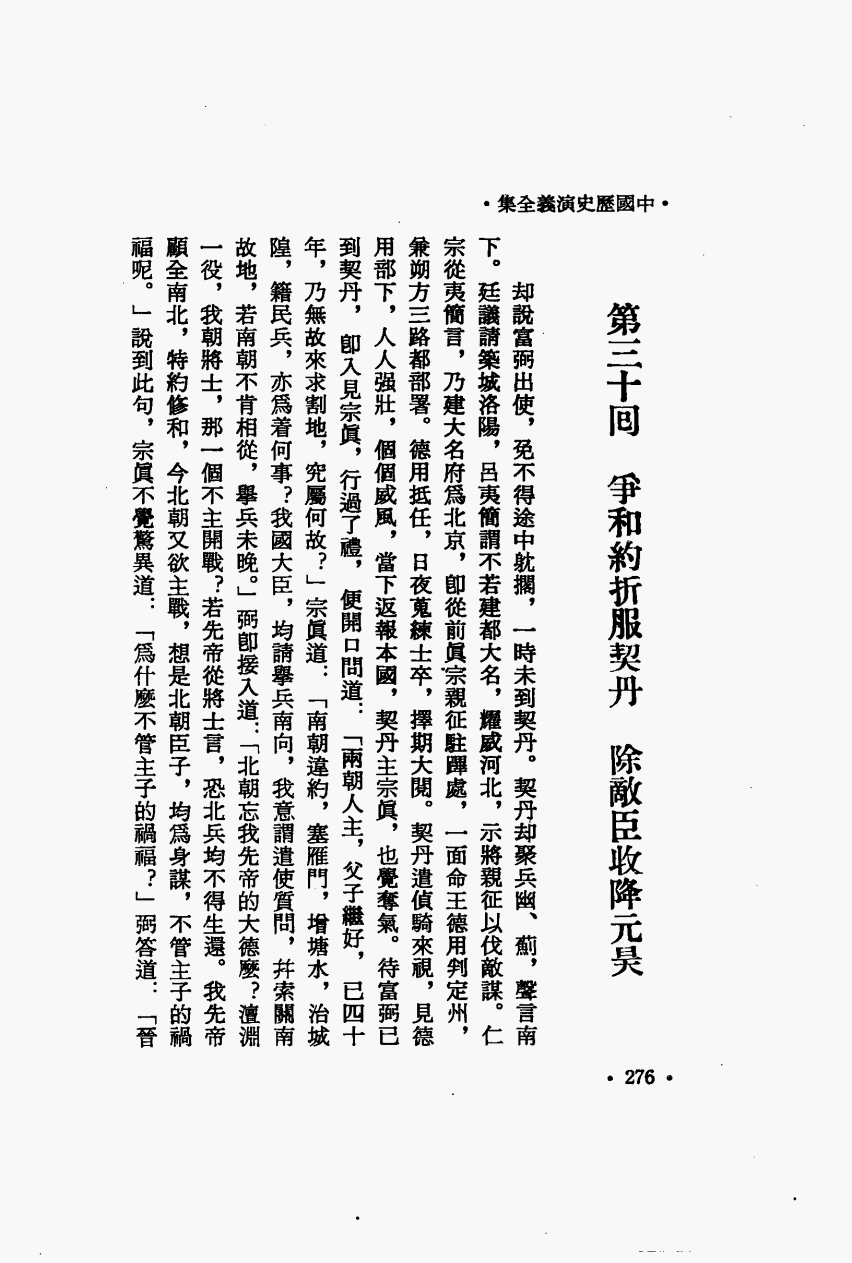 •中國歷史演義全集•
第三十回　爭和約折服契丹　除敵臣收降元昊
却說富弼出使，免不得途中躭擱，一時未到契丹。契丹却聚兵幽、薊，聲言南
下。廷議請築城洛陽，呂夷簡謂不若建都大名，耀威河北，示將親征以伐敵謀。仁
宗從夷簡言，乃建大名府爲北京，卽從前眞宗親征駐蹕處，一面命王德用判定州，
兼朔方三路都部署。德用抵任，日夜蒐練士卒，擇期大閱。契丹遣偵騎來視，見德
用部下，人人强壯，個個威風，當下返報本國，契丹主宗眞，也覺奪氣。待富弼已
到契丹，卽入見宗眞，行過了禮，便開口問道：「兩朝人主，父子繼好，已四十
年，乃無故來求割地，究屬何故？」宗眞道：「南朝違約，塞雁門，增塘水，治城
隍，籍民兵，亦爲着何事？我國大臣，均請舉兵南向，我意謂遣使質問，幷索關南
故地，若南朝不肯相從，舉兵未晚。」弼卽接入道：「北朝忘我先帝的大德麽？澶淵
一役，我朝將士，那一個不主開戰？若先帝從將士言，恐北兵均不得生還。我先帝
顧全南北，特約修和，今北朝又欲主戰，想是北朝臣子，均爲身謀，不管主子的禍
福呢。」說到此句，宗眞不覺驚異道：「爲什麽不管主子的禍福？」弼答道：「晉
•276•